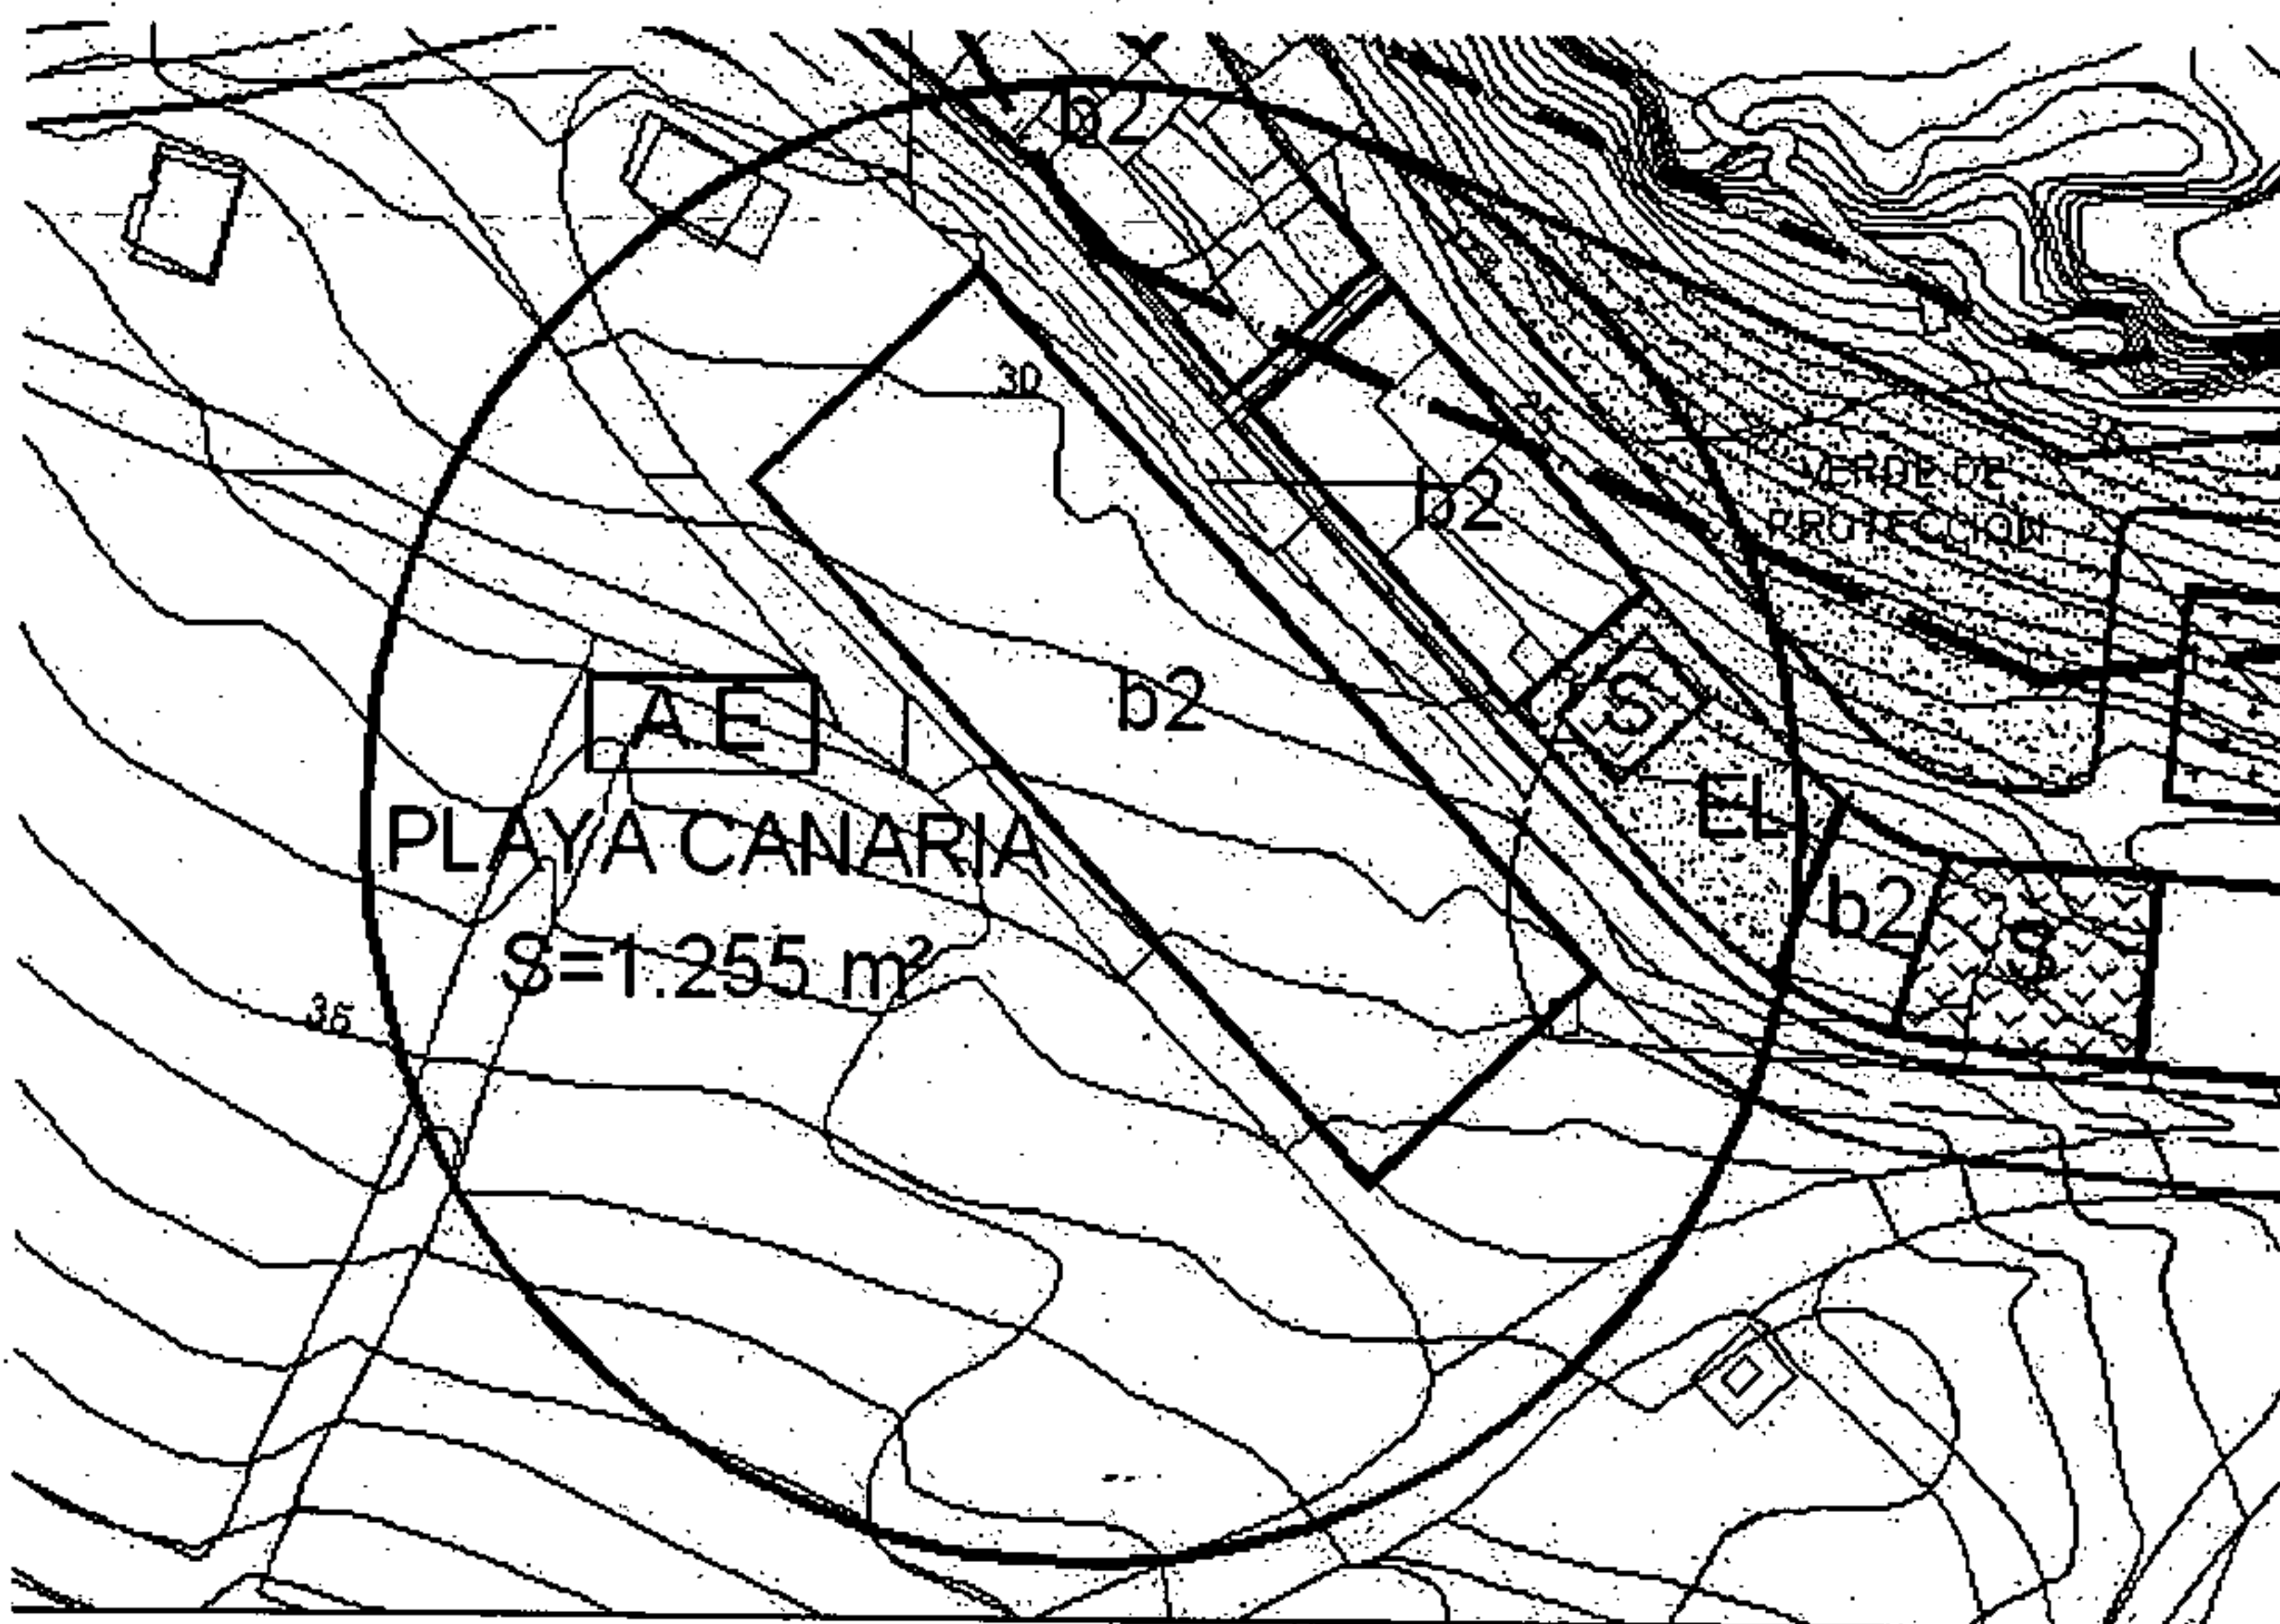 b2
30
b2
VERDE DE
PROTECCION
b2
S
A.E
EL
PLAYA CANARIA
b2
S
S=1.255 m²
35